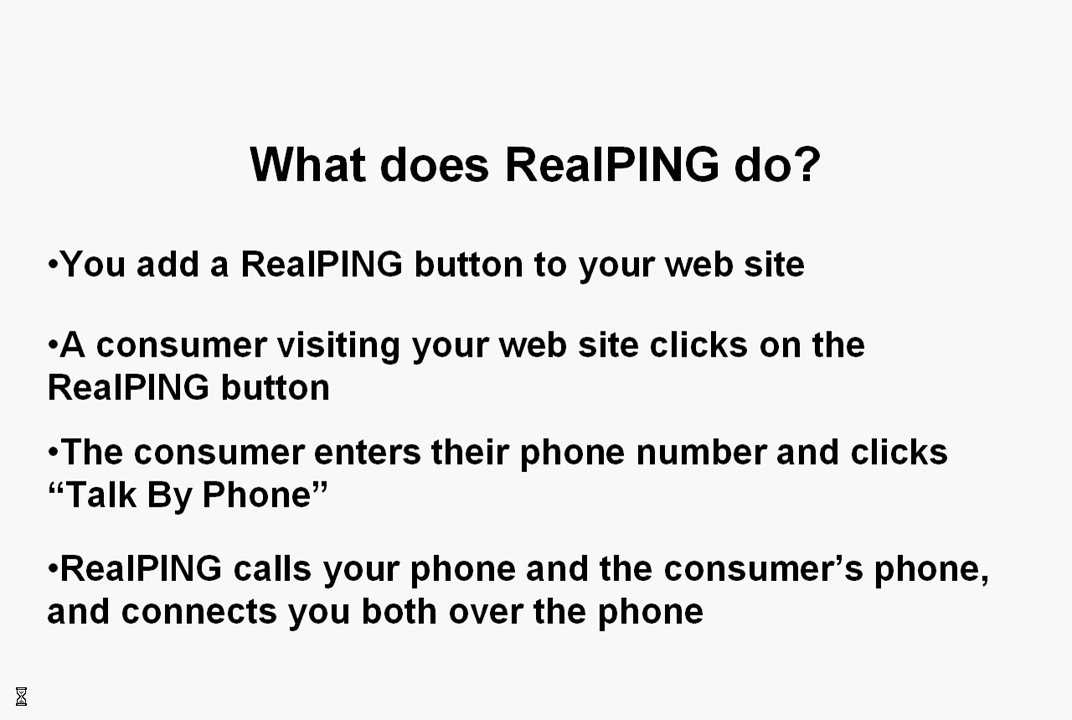 What does RealPING do?
•You add a RealPING button to your web site
•A consumer visiting your web site clicks on the
RealPING button
•The consumer enters their phone number and clicks
“Talk By Phone”
•RealPING calls your phone and the consumer’s phone,
and connects you both over the phone